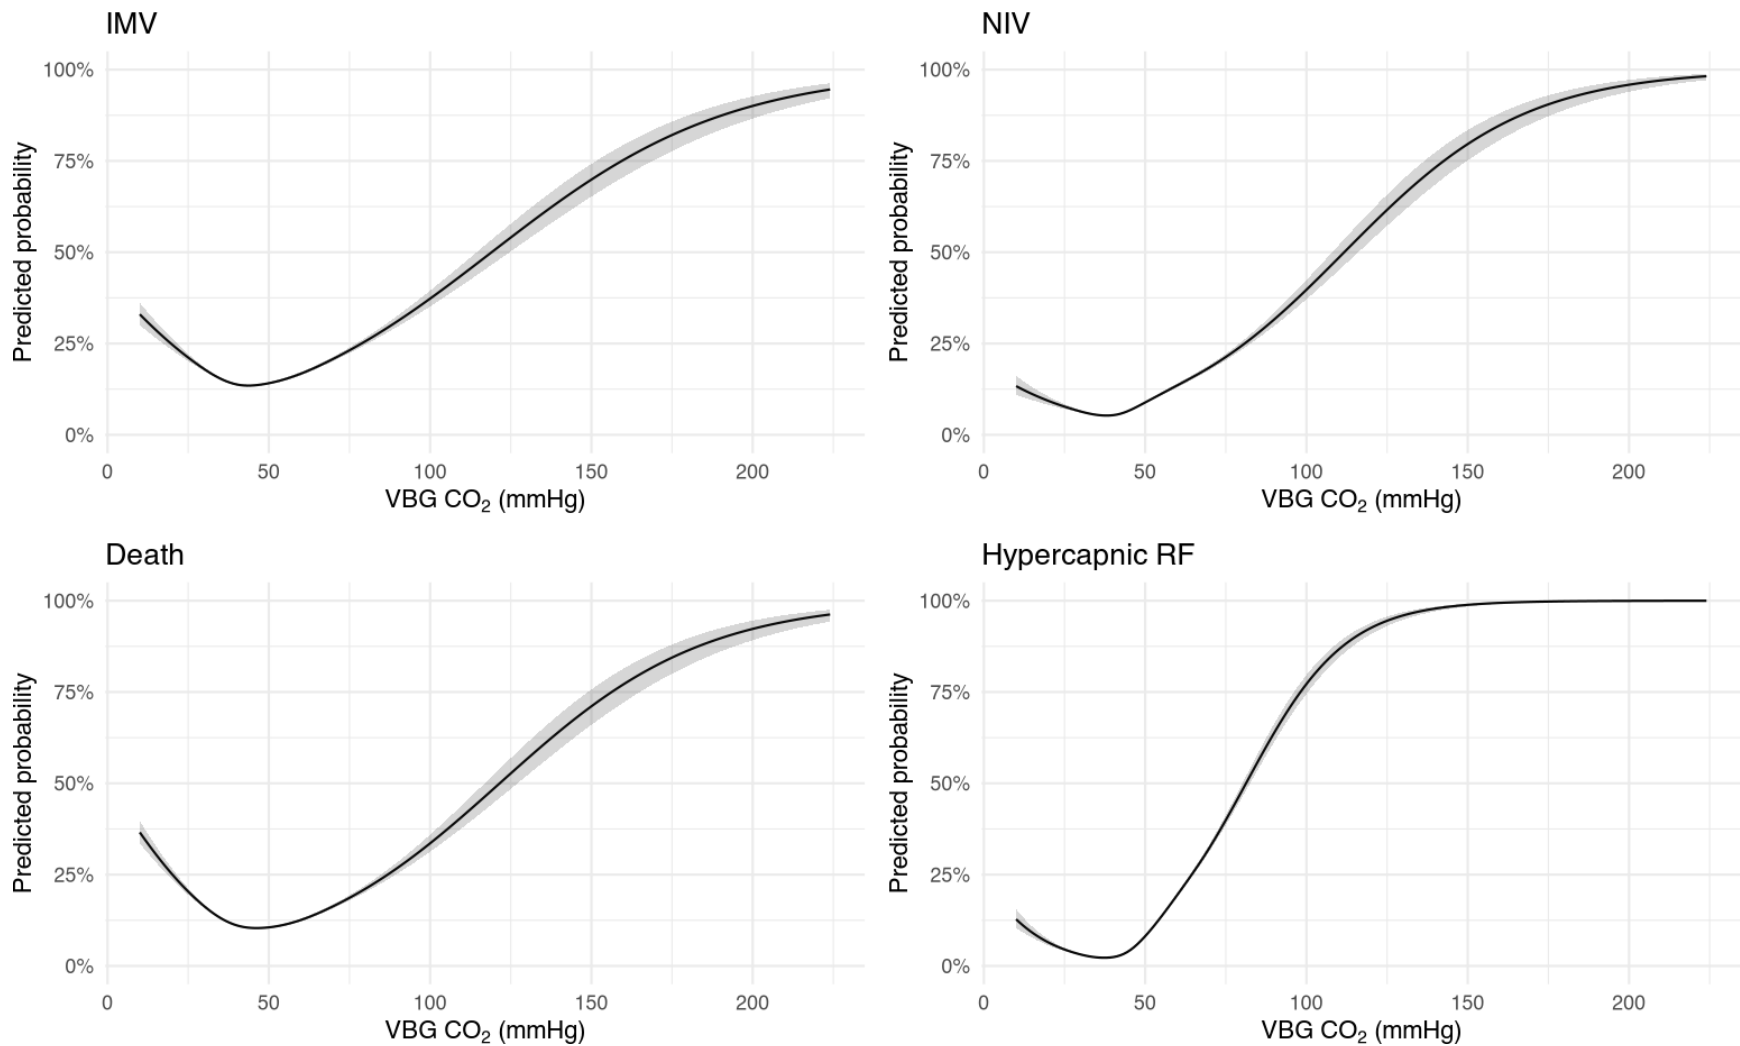 IMV
Predicted probability
100%
75%
50%
25%
0%
0 50 100 150 200
VBG CO₂ (mmHg)
NIV
Predicted probability
100%
75%
50%
25%
0%
0 50 100 150 200
VBG CO₂ (mmHg)
Death
Predicted probability
100%
75%
50%
25%
0%
0 50 100 150 200
VBG CO₂ (mmHg)
Hypercapnic RF
Predicted probability
100%
75%
50%
25%
0%
0 50 100 150 200
VBG CO₂ (mmHg)